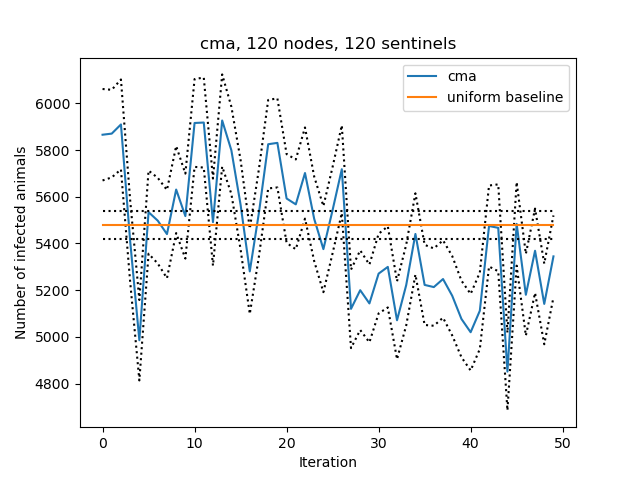 cma, 120 nodes, 120 sentinels
cma
uniform baseline
Number of infected animals
6000
5800
5600
5400
5200
5000
4800
0 10 20 30 40 50
Iteration